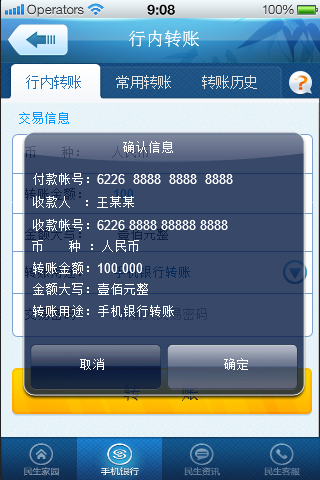 Operators 9:08 100%
行内转账
行内转账 常用转账 转账历史 ?
交易信息
确认信息
付款帐号：6226 8888 8888 8888
收款人 ：王某某
收款帐号：6226 8888 88888 8888
币 种 ：人民币
转账金额：100.000
金额大写：壹佰元整
转账用途：手机银行转账
取消 确定
转 账
民生家园 手机银行 民生资讯 民生客服